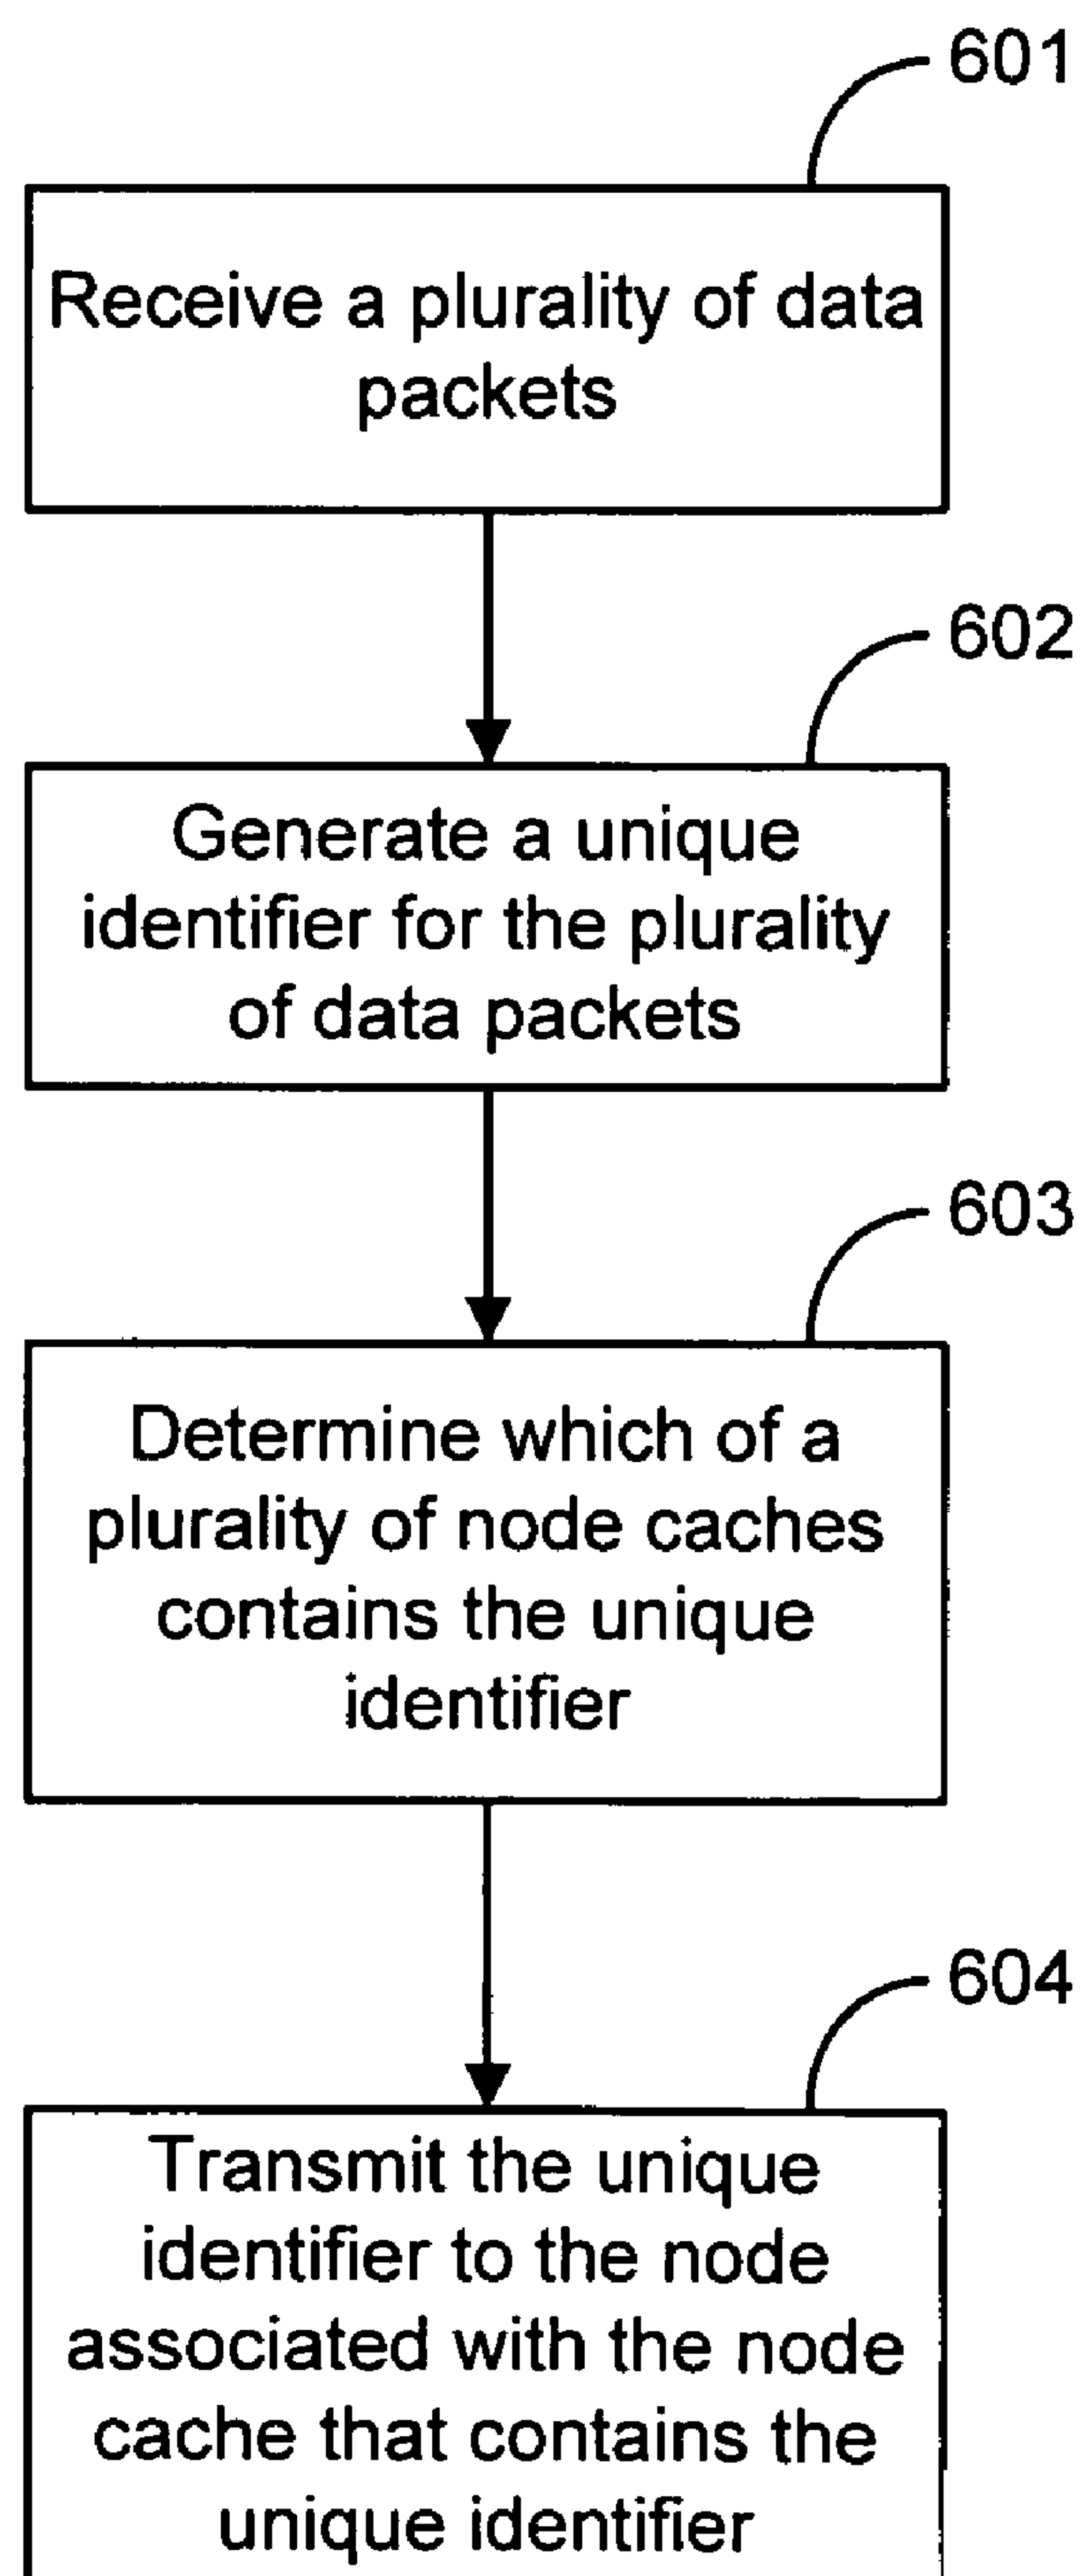 601
Receive a plurality of data
packets
602
Generate a unique
identifier for the plurality
of data packets
603
Determine which of a
plurality of node caches
contains the unique
identifier
604
Transmit the unique
identifier to the node
associated with the node
cache that contains the
unique identifier